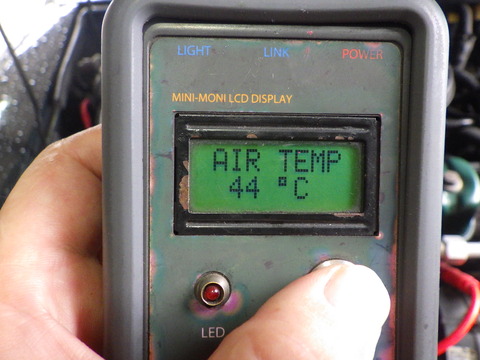 LIGHT LINK POWER
MINI-MONI LCD DISPLAY
AIR TEMP
44 °C
LED